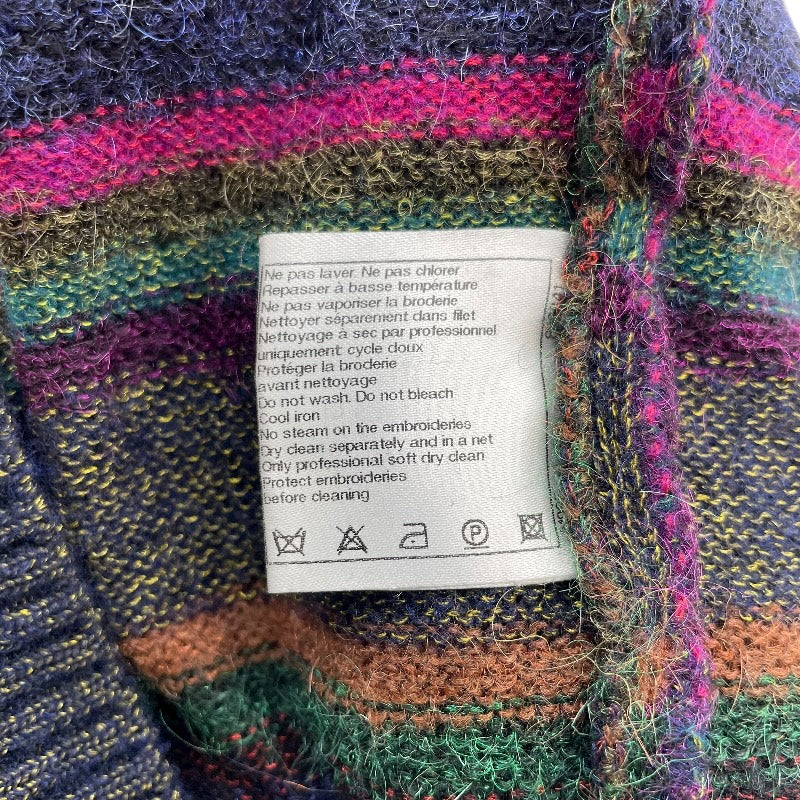 Ne pas laver. Ne pas chlorer
Repasser à basse température
Ne pas vaporiser la broderie
Nettoyer séparement dans filet
Nettoyage à sec par professionnel
uniquement: cycle doux
Protéger la broderie
avant nettoyage
Do not wash. Do not bleach
Cool iron
No steam on the embroideries
Dry clean separately and in a net
Only professional soft dry clean
Protect embroideries
before cleaning
P